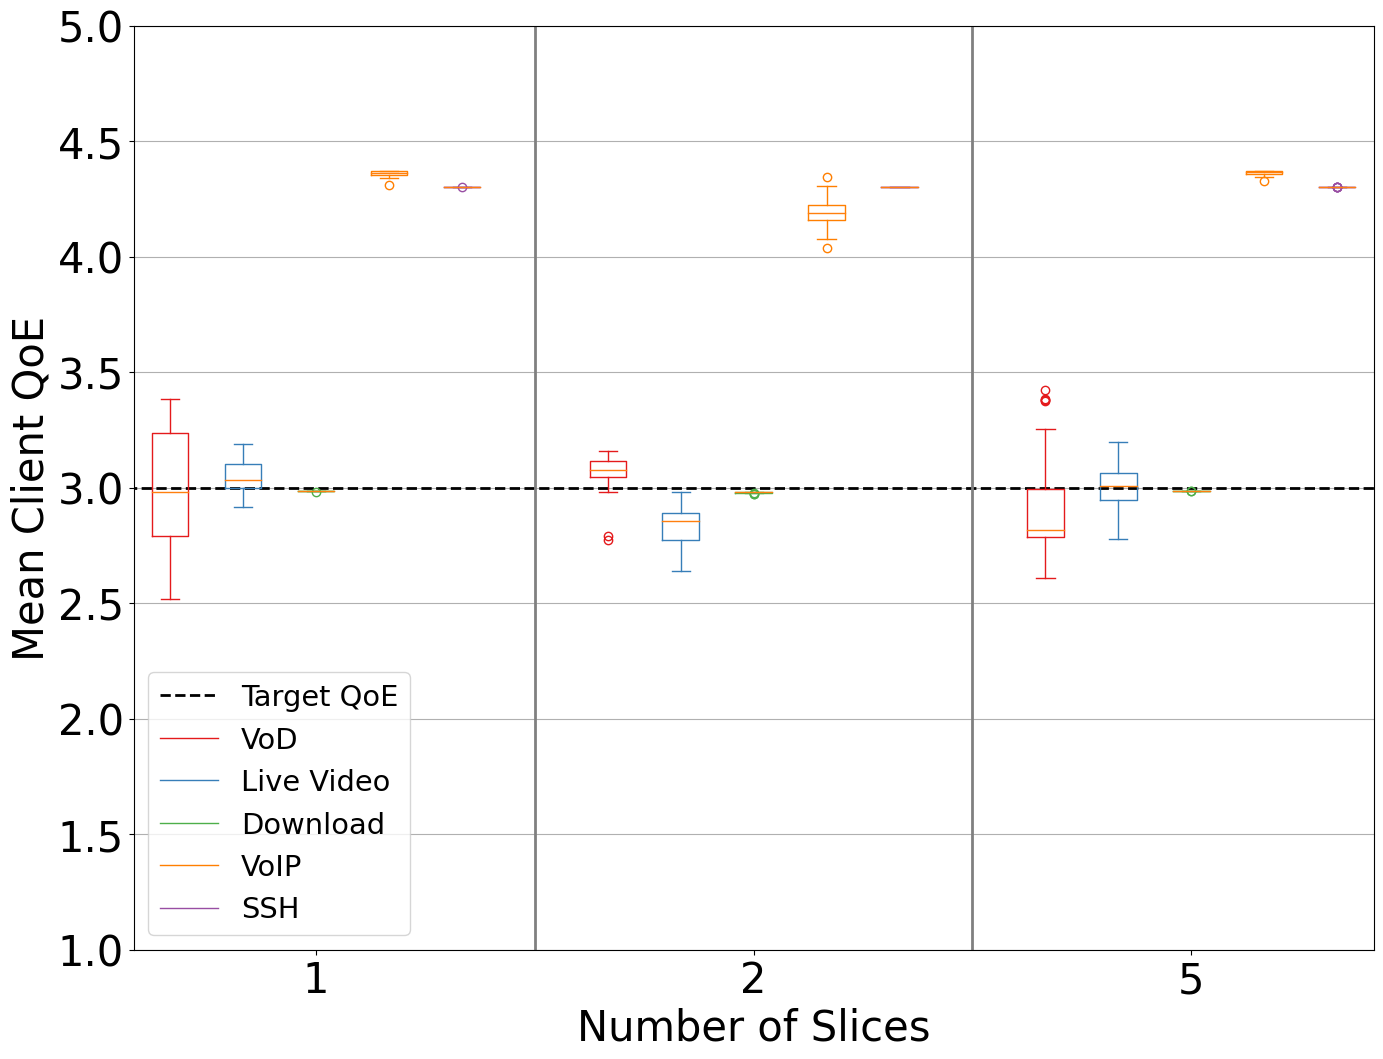 5.0
4.5
4.0
3.5
3.0
2.5
2.0
1.5
1.0
Mean Client QoE
Target QoE
VoD
Live Video
Download
VoIP
SSH
1
2
5
Number of Slices